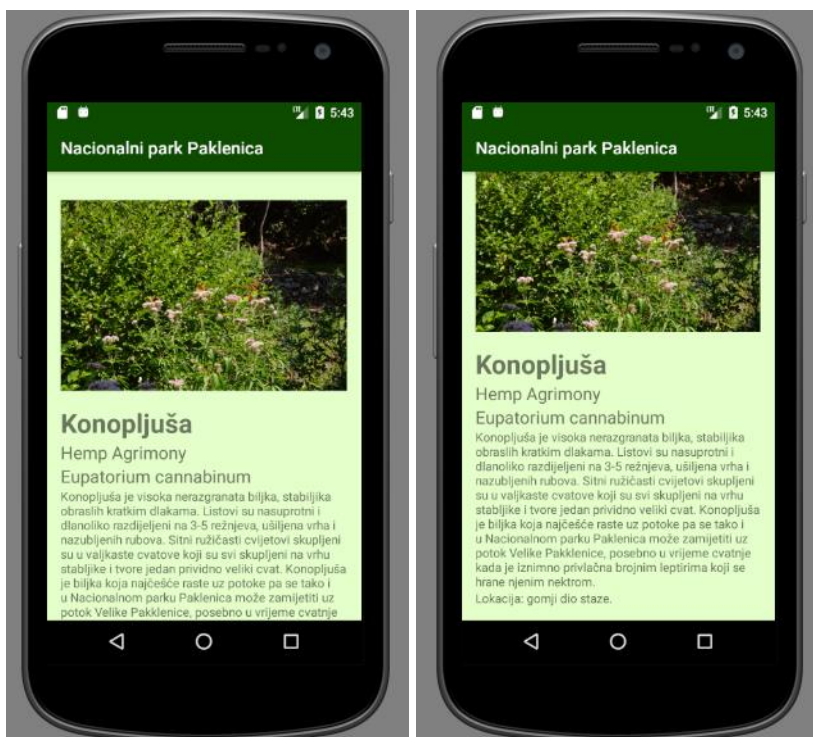 5:43
Nacionalni park Paklenica
Konopljuša
Hemp Agrimony
Eupatorium cannabinum
Konopljuša je visoka nerazgranata biljka, stabiljika
obraslih kratkim dlakama. Listovi su nasuprotni i
dlanoliko razdijeljeni na 3-5 režnjeva, ušiljena vrha i
nazubljenih rubova. Sitni ružičasti cvijetovi skupljeni
su u valjkaste cvatove koji su svi skupljeni na vrhu
stabljike i tvore jedan prividno veliki cvat. Konopljuša
je biljka koja najčešće raste uz potoke pa se tako i
u Nacionalnom parku Paklenica može zamijetiti uz
potok Velike Pakklenice, posebno u vrijeme cvatnje
5:43
Nacionalni park Paklenica
Konopljuša
Hemp Agrimony
Eupatorium cannabinum
Konopljuša je visoka nerazgranata biljka, stabiljika
obraslih kratkim dlakama. Listovi su nasuprotni i
dlanoliko razdijeljeni na 3-5 režnjeva, ušiljena vrha i
nazubljenih rubova. Sitni ružičasti cvijetovi skupljeni
su u valjkaste cvatove koji su svi skupljeni na vrhu
stabljike i tvore jedan prividno veliki cvat. Konopljuša
je biljka koja najčešće raste uz potoke pa se tako i
u Nacionalnom parku Paklenica može zamijetiti uz
potok Velike Pakklenice, posebno u vrijeme cvatnje
kada je iznimno privlačna brojnim leptirima koji se
hrane njenim nektrom.
Lokacija: gornji dio staze.